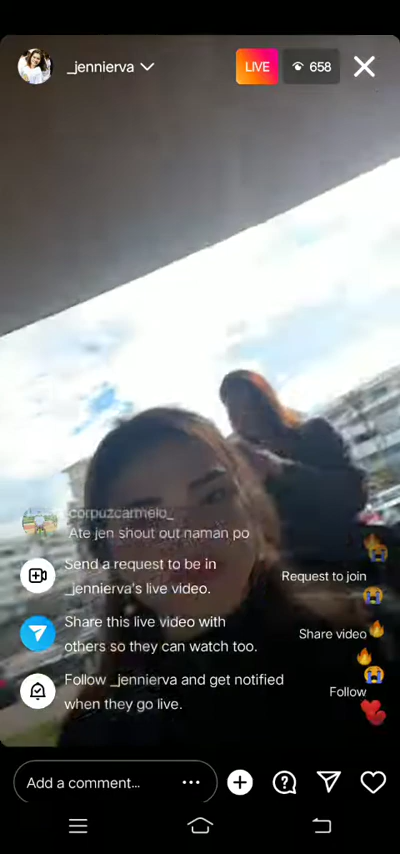 _jennierva
LIVE
658
corpuzcarmelo_
Ate jen shout out naman po
Send a request to be in
_jennierva's live video.
Request to join
Share this live video with
others so they can watch too.
Share video
Follow _jennierva and get notified
when they go live.
Follow
Add a comment...